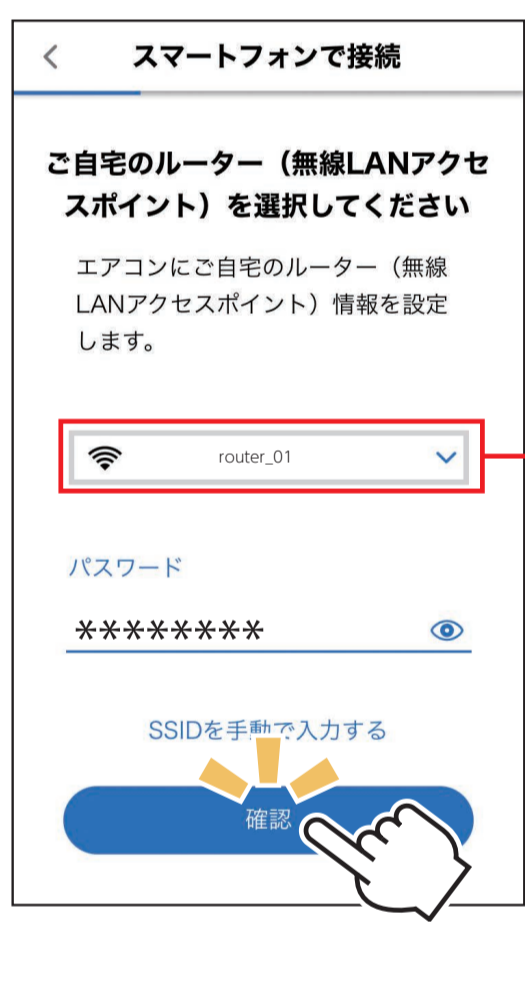 スマートフォンで接続
ご自宅のルーター（無線LANアクセ
スポイント）を選択してください
エアコンにご自宅のルーター（無線
LANアクセスポイント）情報を設定
します。
router_01
パスワード
********
SSIDを手動で入力する
確認